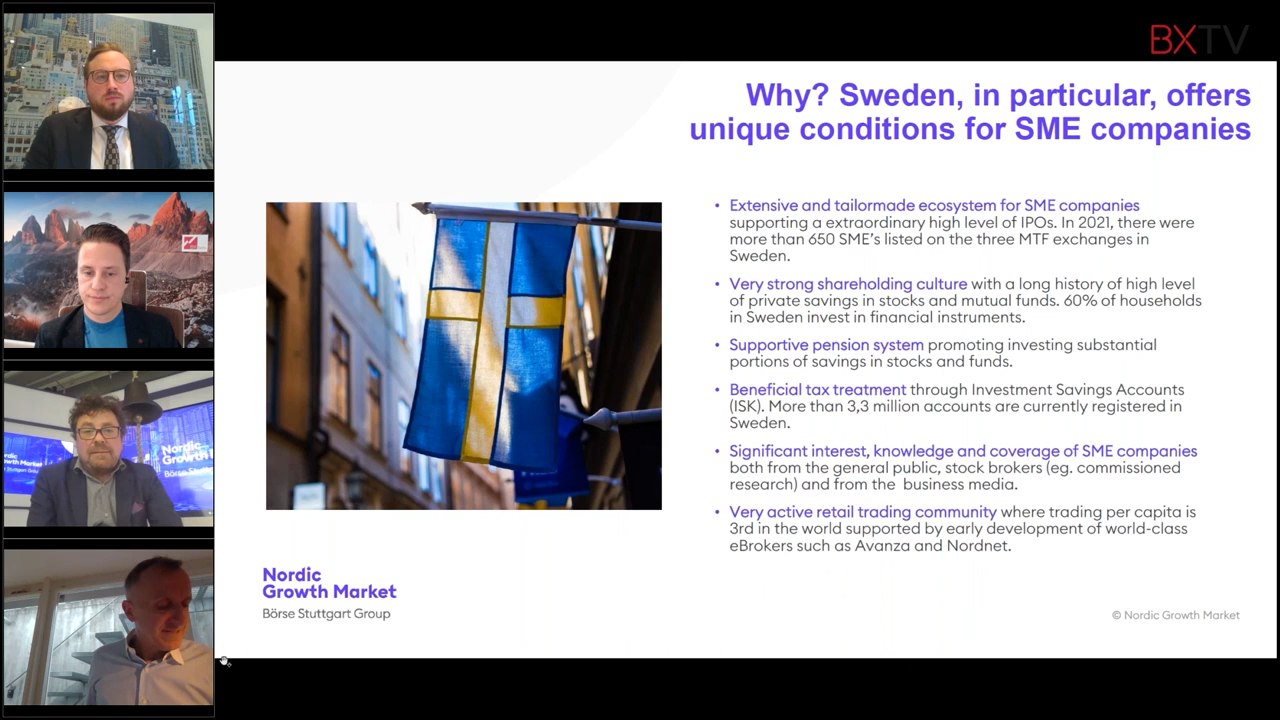 BXTV
Why? Sweden, in particular, offers
unique conditions for SME companies
• Extensive and tailormade ecosystem for SME companies
supporting a extraordinary high level of IPOs. In 2021, there were
more than 650 SME's listed on the three MTF exchanges in
Sweden.
• Very strong shareholding culture with a long history of high level
of private savings in stocks and mutual funds. 60% of households
in Sweden invest in financial instruments.
• Supportive pension system promoting investing substantial
portions of savings in stocks and funds.
• Beneficial tax treatment through Investment Savings Accounts
(ISK). More than 3,3 million accounts are currently registered in
Sweden.
• Significant interest, knowledge and coverage of SME companies
both from the general public, stock brokers (eg. commissioned
research) and from the business media.
• Very active retail trading community where trading per capita is
3rd in the world supported by early development of world-class
eBrokers such as Avanza and Nordnet.
Nordic
Growth Market
Börse Stuttgart Group
© Nordic Growth Market